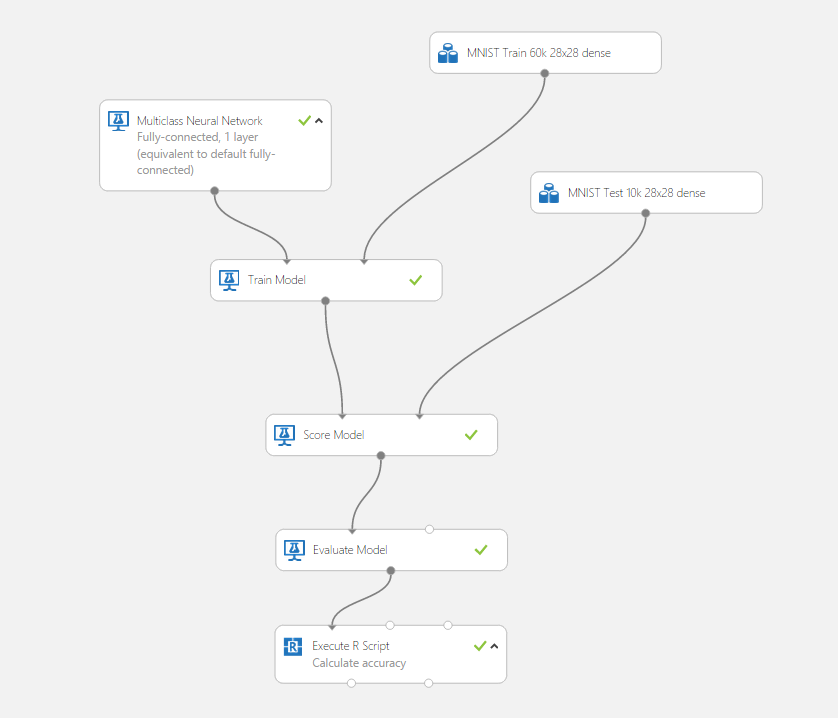 MNIST Train 60k 28x28 dense
Multiclass Neural Network
Fully-connected, 1 layer
(equivalent to default fully-
connected)
MNIST Test 10k 28x28 dense
Train Model
Score Model
Evaluate Model
R
Execute R Script
Calculate accuracy